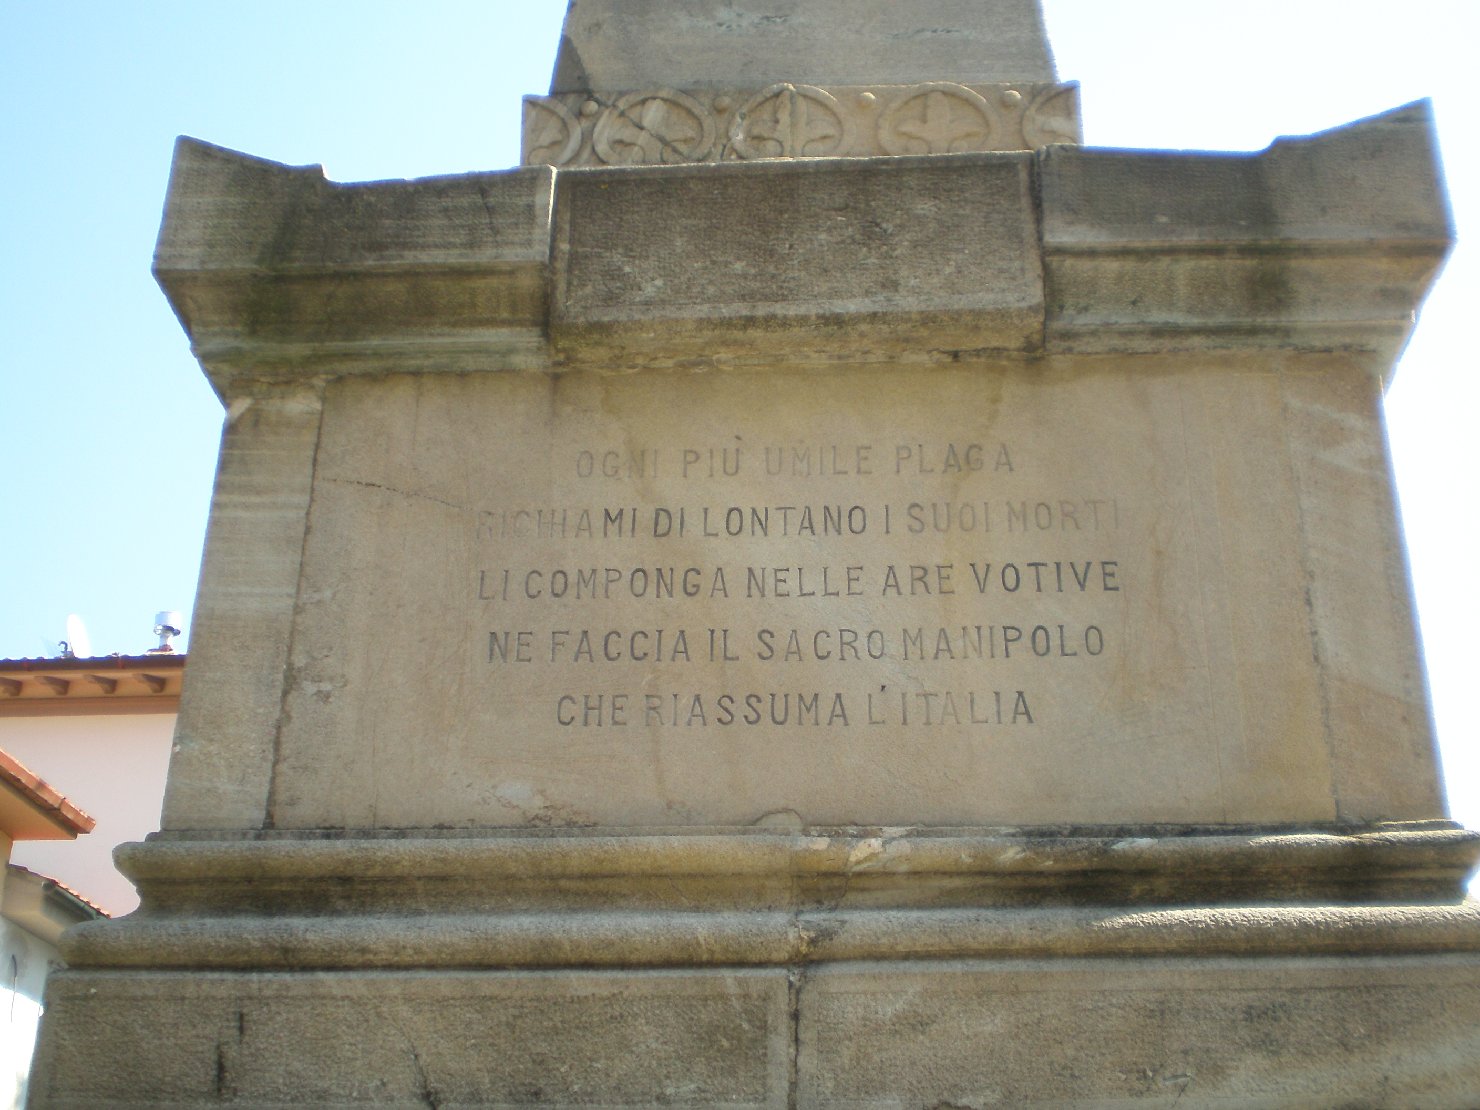 OGNI PIÙ UMILE PLAGA
RICHIAMI DI LONTANO I SUOI MORTI
LI COMPONGA NELLE ARE VOTIVE
NE FACCIA IL SACRO MANIPOLO
CHE RIASSUMA L'ITALIA